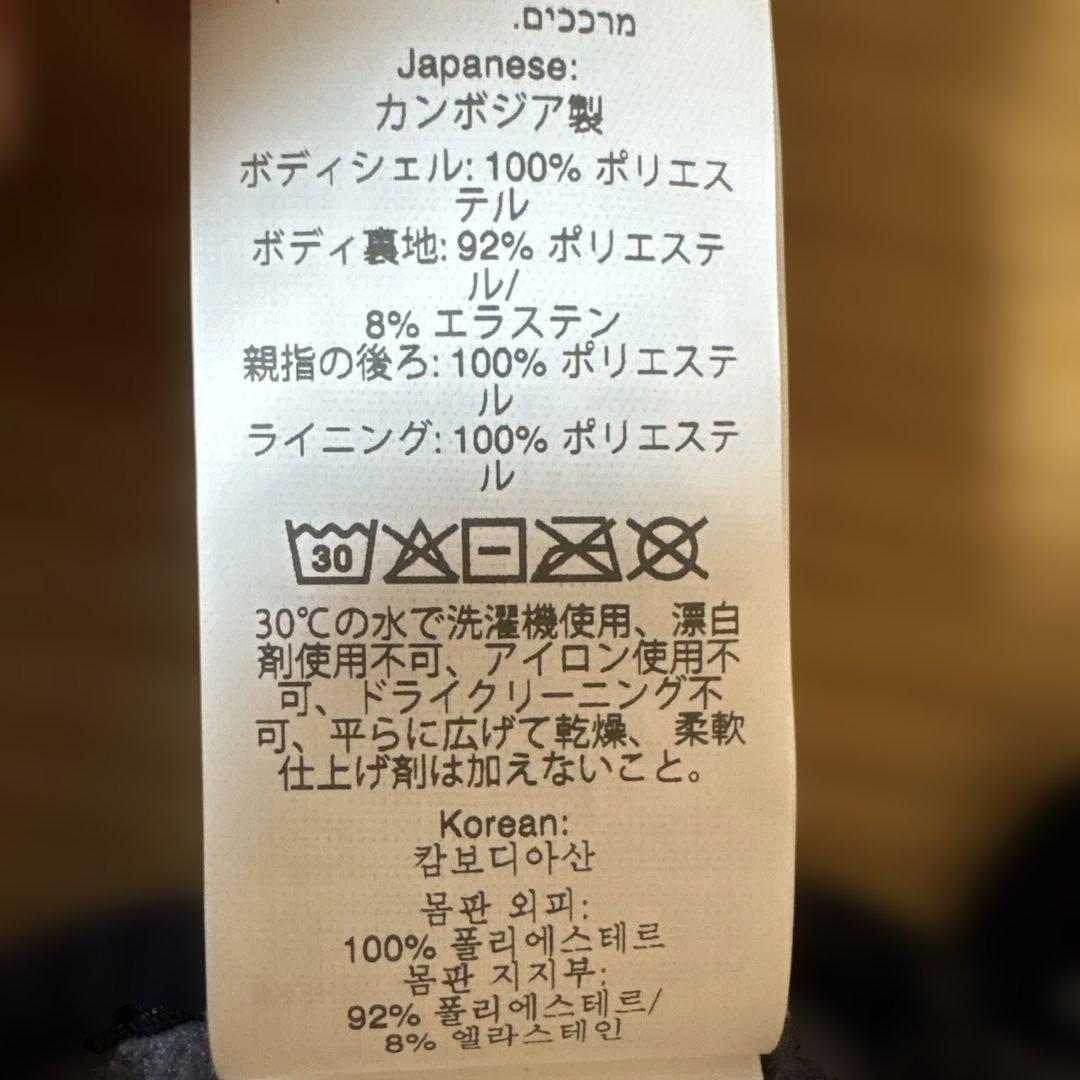 מרככים.
Japanese:
カンボジア製
ボディシェル: 100% ポリエス
テル
ボディ裏地: 92% ポリエステ
ル/
8% エラステン
親指の後ろ: 100% ポリエステ
ル
ライニング: 100% ポリエステ
ル
30
30℃の水で洗濯機使用、漂白
剤使用不可、アイロン使用不
可、ドライクリーニング不
可、平らに広げて乾燥、 柔軟
仕上げ剤は加えないこと。
Korean:
캄보디아산
몸판 외피:
100% 폴리에스테르
몸판 지지부:
92% 폴리에스테르/
8% 엘라스테인